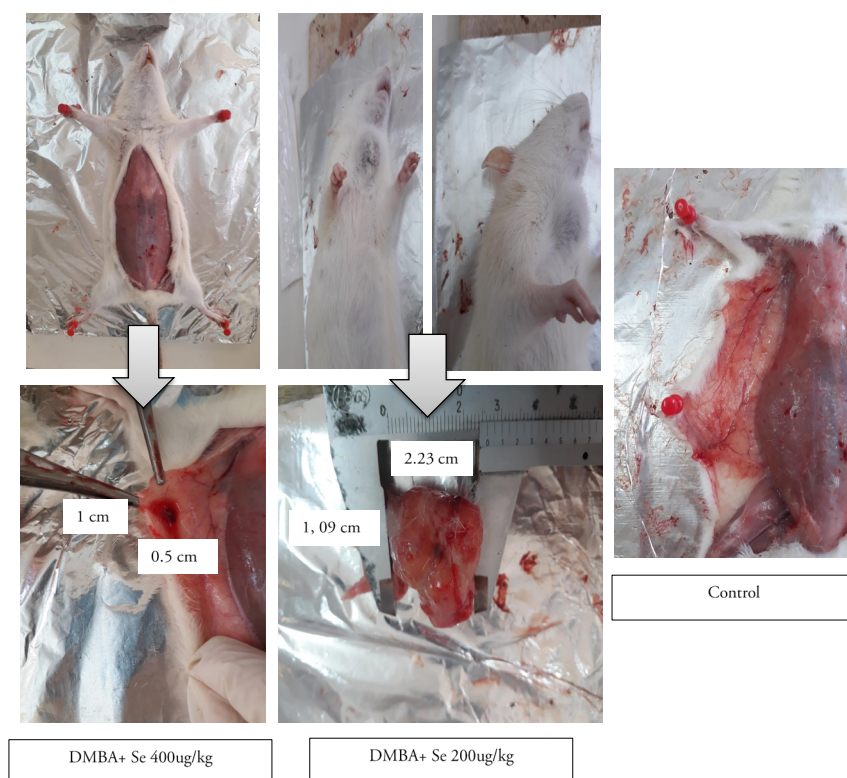 2.23 cm
1 cm
1, 09 cm
0.5 cm
Control
DMBA+ Se 400ug/kg
DMBA+ Se 200ug/kg